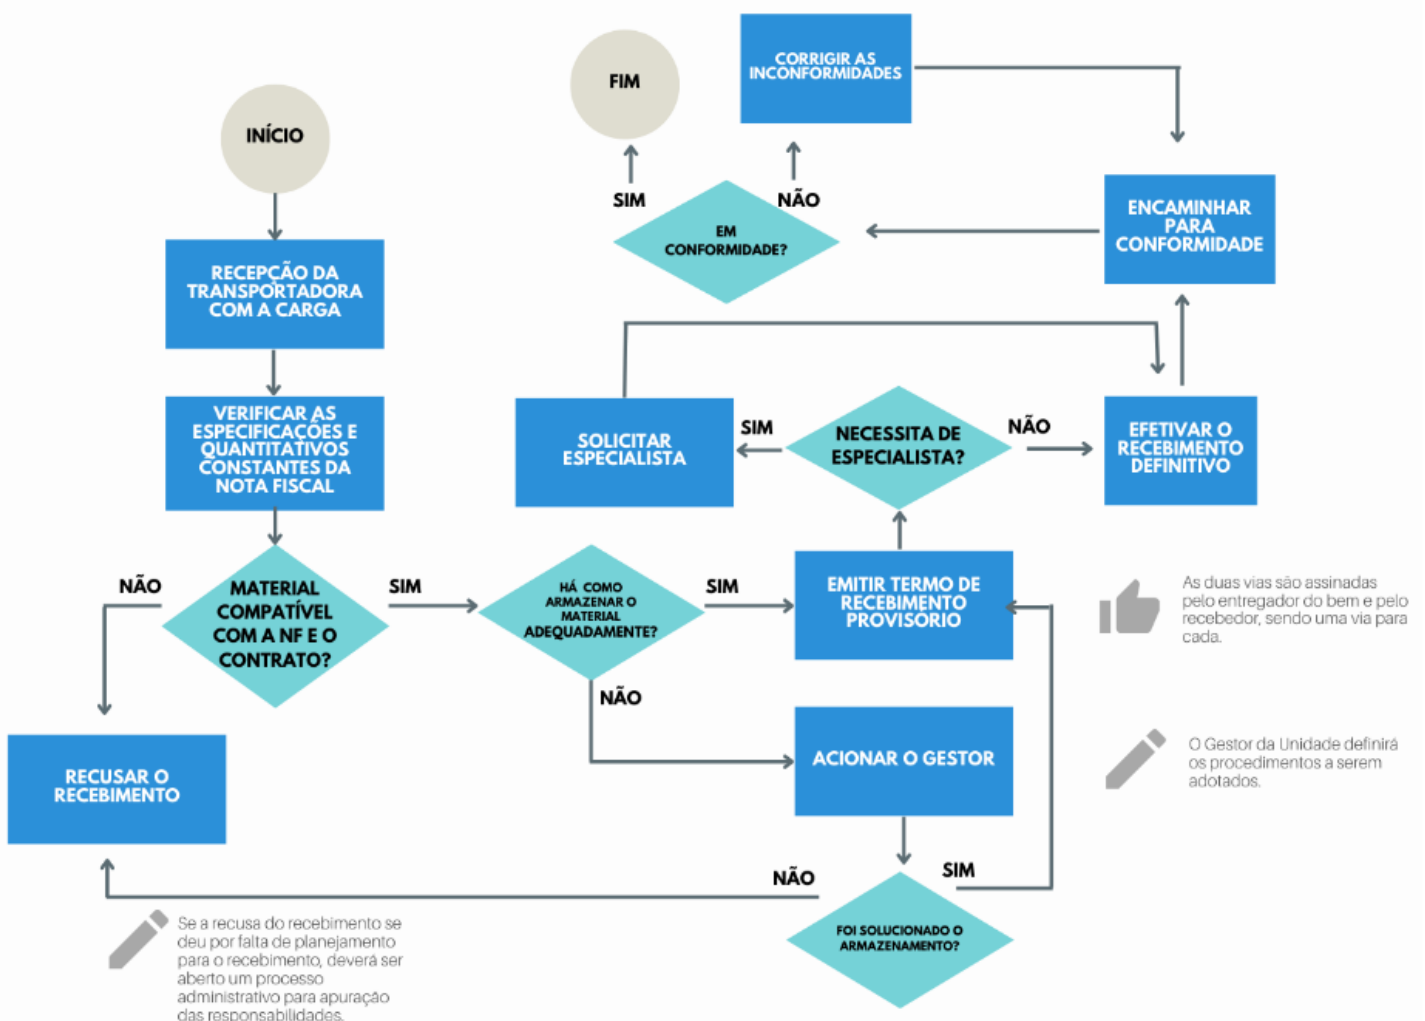 INÍCIO
RECEPÇÃO DA
TRANSPORTADORA
COM A CARGA
VERIFICAR AS
ESPECIFICAÇÕES E
QUANTITATIVOS
CONSTANTES DA
NOTA FISCAL
MATERIAL
COMPATÍVEL
COM A NF E O
CONTRATO?
NÃO
SIM
RECUSAR O
RECEBIMENTO
HÁ COMO
ARMAZENAR O
MATERIAL
ADEQUADAMENTE?
SIM
NÃO
EMITIR TERMO DE
RECEBIMENTO
PROVISÓRIO
As duas vias são assinadas
pelo entregador do bem e pelo
recebedor, sendo uma via para
cada.
ACIONAR O GESTOR
O Gestor da Unidade definirá
os procedimentos a serem
adotados.
FOI SOLUCIONADO O
ARMAZENAMENTO?
NÃO
SIM
Se a recusa do recebimento se
deu por falta de planejamento
para o recebimento, deverá ser
aberto um processo
administrativo para apuração
das responsabilidades.
NECESSITA DE
ESPECIALISTA?
SIM
NÃO
SOLICITAR
ESPECIALISTA
EFETIVAR O
RECEBIMENTO
DEFINITIVO
ENCAMINHAR
PARA
CONFORMIDADE
EM
CONFORMIDADE?
SIM
NÃO
CORRIGIR AS
INCONFORMIDADES
FIM